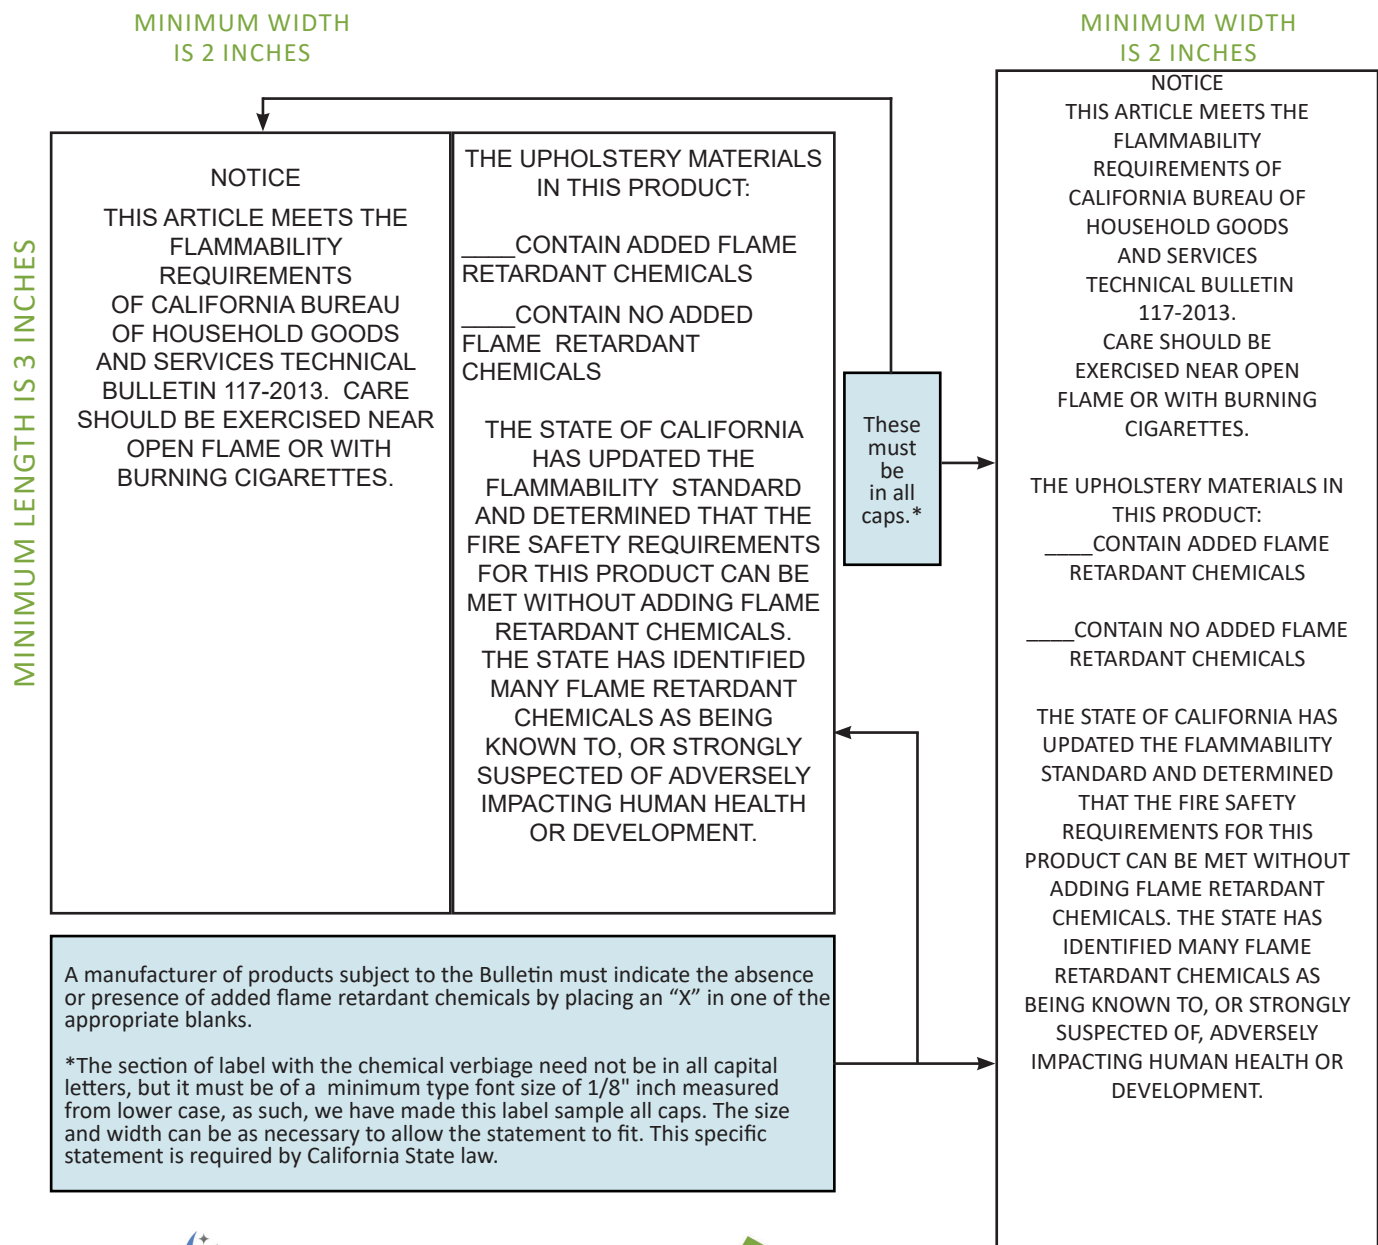 MINIMUM WIDTH
IS 2 INCHES
MINIMUM LENGTH IS 3 INCHES
NOTICE
THIS ARTICLE MEETS THE
FLAMMABILITY
REQUIREMENTS
OF CALIFORNIA BUREAU
OF HOUSEHOLD GOODS
AND SERVICES TECHNICAL
BULLETIN 117-2013.  CARE
SHOULD BE EXERCISED NEAR
OPEN FLAME OR WITH
BURNING CIGARETTES.
THE UPHOLSTERY MATERIALS
IN THIS PRODUCT:
____CONTAIN ADDED FLAME
RETARDANT CHEMICALS
____CONTAIN NO ADDED
FLAME  RETARDANT
CHEMICALS
THE STATE OF CALIFORNIA
HAS UPDATED THE
FLAMMABILITY  STANDARD
AND DETERMINED THAT THE
FIRE SAFETY REQUIREMENTS
FOR THIS PRODUCT CAN BE
MET WITHOUT ADDING FLAME
RETARDANT CHEMICALS.
THE STATE HAS IDENTIFIED
MANY FLAME RETARDANT
CHEMICALS AS BEING
KNOWN TO, OR STRONGLY
SUSPECTED OF ADVERSELY
IMPACTING HUMAN HEALTH
OR DEVELOPMENT.
These
must
be
in all
caps.*
A manufacturer of products subject to the Bulletin must indicate the absence
or presence of added flame retardant chemicals by placing an “X” in one of the
appropriate blanks.
*The section of label with the chemical verbiage need not be in all capital
letters, but it must be of a  minimum type font size of 1/8" inch measured
from lower case, as such, we have made this label sample all caps. The size
and width can be as necessary to allow the statement to fit. This specific
statement is required by California State law.
MINIMUM WIDTH
IS 2 INCHES
NOTICE
THIS ARTICLE MEETS THE
FLAMMABILITY
REQUIREMENTS OF
CALIFORNIA BUREAU OF
HOUSEHOLD GOODS
AND SERVICES
TECHNICAL BULLETIN
117-2013.
CARE SHOULD BE
EXERCISED NEAR OPEN
FLAME OR WITH BURNING
CIGARETTES.
THE UPHOLSTERY MATERIALS IN
THIS PRODUCT:
____CONTAIN ADDED FLAME
RETARDANT CHEMICALS
____CONTAIN NO ADDED FLAME
RETARDANT CHEMICALS
THE STATE OF CALIFORNIA HAS
UPDATED THE FLAMMABILITY
STANDARD AND DETERMINED
THAT THE FIRE SAFETY
REQUIREMENTS FOR THIS
PRODUCT CAN BE MET WITHOUT
ADDING FLAME RETARDANT
CHEMICALS. THE STATE HAS
IDENTIFIED MANY FLAME
RETARDANT CHEMICALS AS
BEING KNOWN TO, OR STRONGLY
SUSPECTED OF, ADVERSELY
IMPACTING HUMAN HEALTH OR
DEVELOPMENT.